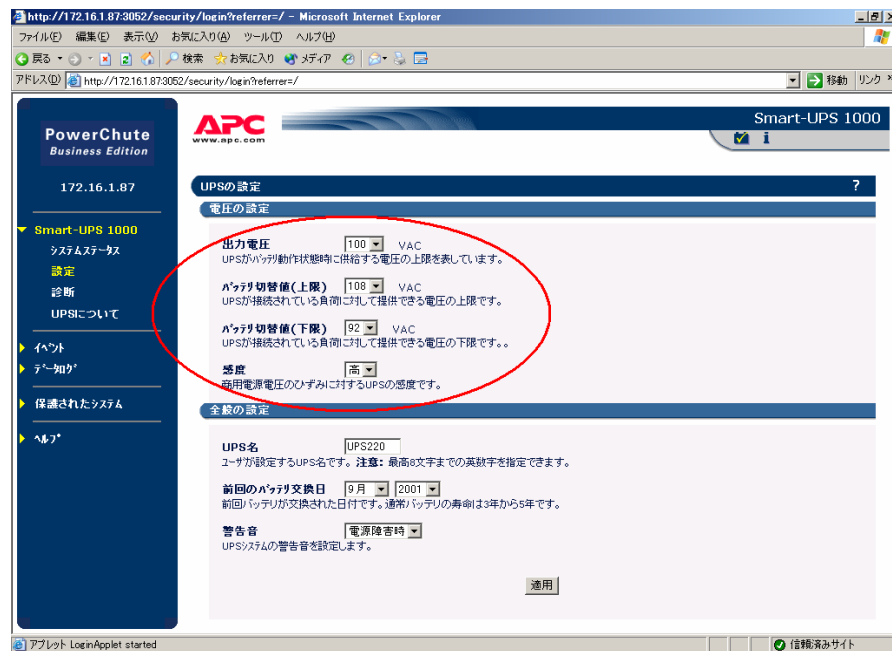 http://172.16.1.87:3052/security/login?referrer=/ - Microsoft Internet Explorer
ファイル(F) 編集(E) 表示(V) お気に入り(A) ツール(T) ヘルプ(H)
戻る 検索 お気に入り メディア
アドレス(D) http://172.16.1.87:3052/security/login?referrer=/ 移動 リンク »
PowerChute
Business Edition
APC
www.apc.com
Smart-UPS 1000
i
172.16.1.87
Smart-UPS 1000
システムステータス
設定
診断
UPSについて
イベント
データログ
保護されたシステム
ヘルプ
UPSの設定 ?
電圧の設定
出力電圧 100 VAC
UPSがバッテリ動作状態時に供給する電圧の上限を表しています。
バッテリ切替値(上限) 108 VAC
UPSが接続されている負荷に対して提供できる電圧の上限です。
バッテリ切替値(下限) 92 VAC
UPSが接続されている負荷に対して提供できる電圧の下限です。。
感度 高
商用電源電圧のひずみに対するUPSの感度です。
全般の設定
UPS名 UPS220
ユーザが設定するUPS名です。注意: 最高8文字までの英数字を指定できます。
前回のバッテリ交換日 9月 2001
前回バッテリが交換された日付です。通常バッテリの寿命は3年から5年です。
警告音 電源障害時
UPSシステムの警告音を設定します。
適用
アプレット LoginApplet started 信頼済みサイト